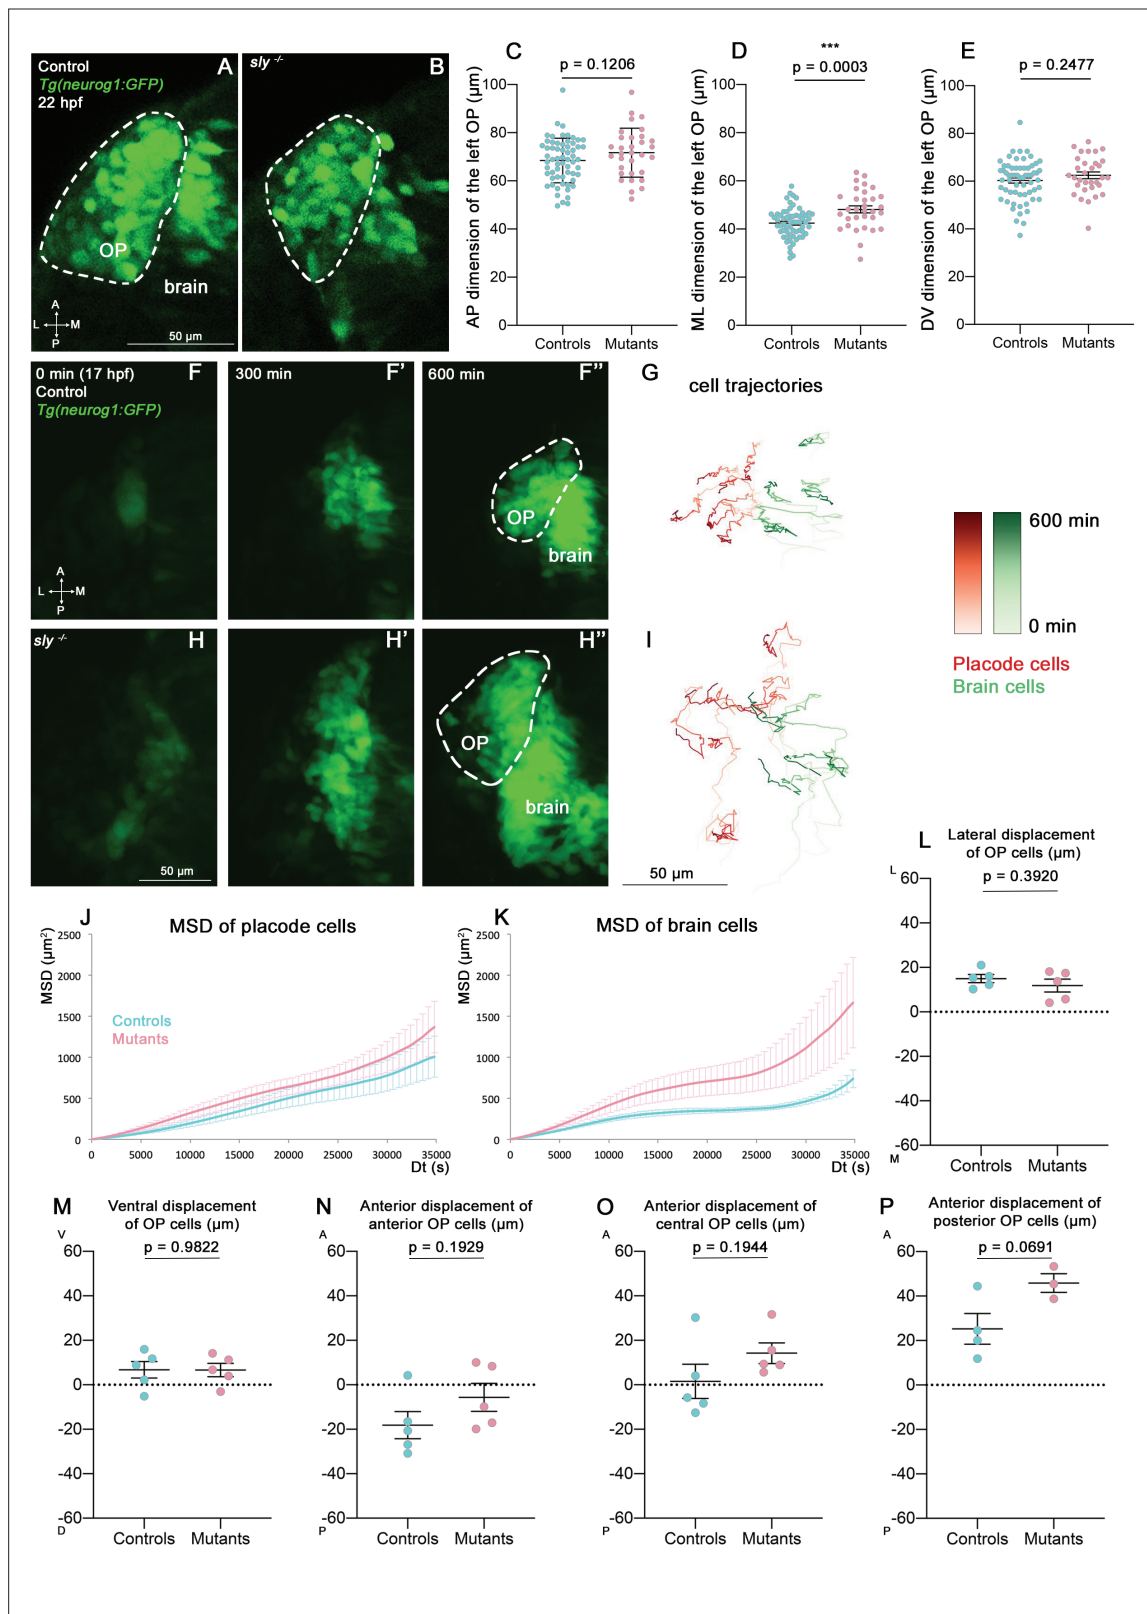 Control
Tg(neurog1:GFP)
22 hpf
A
OP
brain
A
L M
P
50 µm
sly -/-
B
C
p = 0.1206
AP dimension of the left OP (µm)
100
80
60
40
20
0
Controls Mutants
D
***
p = 0.0003
ML dimension of the left OP (µm)
100
80
60
40
20
0
Controls Mutants
E
p = 0.2477
DV dimension of the left OP (µm)
100
80
60
40
20
0
Controls Mutants
0 min (17 hpf)
Control
Tg(neurog1:GFP)
F
A
L M
P
300 min
F'
600 min
F"
OP
brain
G
cell trajectories
600 min
0 min
Placode cells
Brain cells
sly -/-
H
50 µm
H'
H"
OP
brain
I
50 µm
J
MSD of placode cells
MSD (µm²)
2500
2000
1500
1000
500
0
Controls
Mutants
0 5000 10000 15000 20000 25000 30000 35000
Dt (s)
K
MSD of brain cells
MSD (µm²)
2500
2000
1500
1000
500
0
0 5000 10000 15000 20000 25000 30000 35000
Dt (s)
L
Lateral displacement
of OP cells (µm)
p = 0.3920
L
60
40
20
0
-20
-40
-60
M
Controls Mutants
M
Ventral displacement
of OP cells (µm)
p = 0.9822
V
60
40
20
0
-20
-40
-60
D
Controls Mutants
N
Anterior displacement of
anterior OP cells (µm)
p = 0.1929
A
60
40
20
0
-20
-40
-60
P
Controls Mutants
O
Anterior displacement of
central OP cells (µm)
p = 0.1944
A
60
40
20
0
-20
-40
-60
P
Controls Mutants
P
Anterior displacement of
posterior OP cells (µm)
p = 0.0691
A
60
40
20
0
-20
-40
-60
P
Controls Mutants